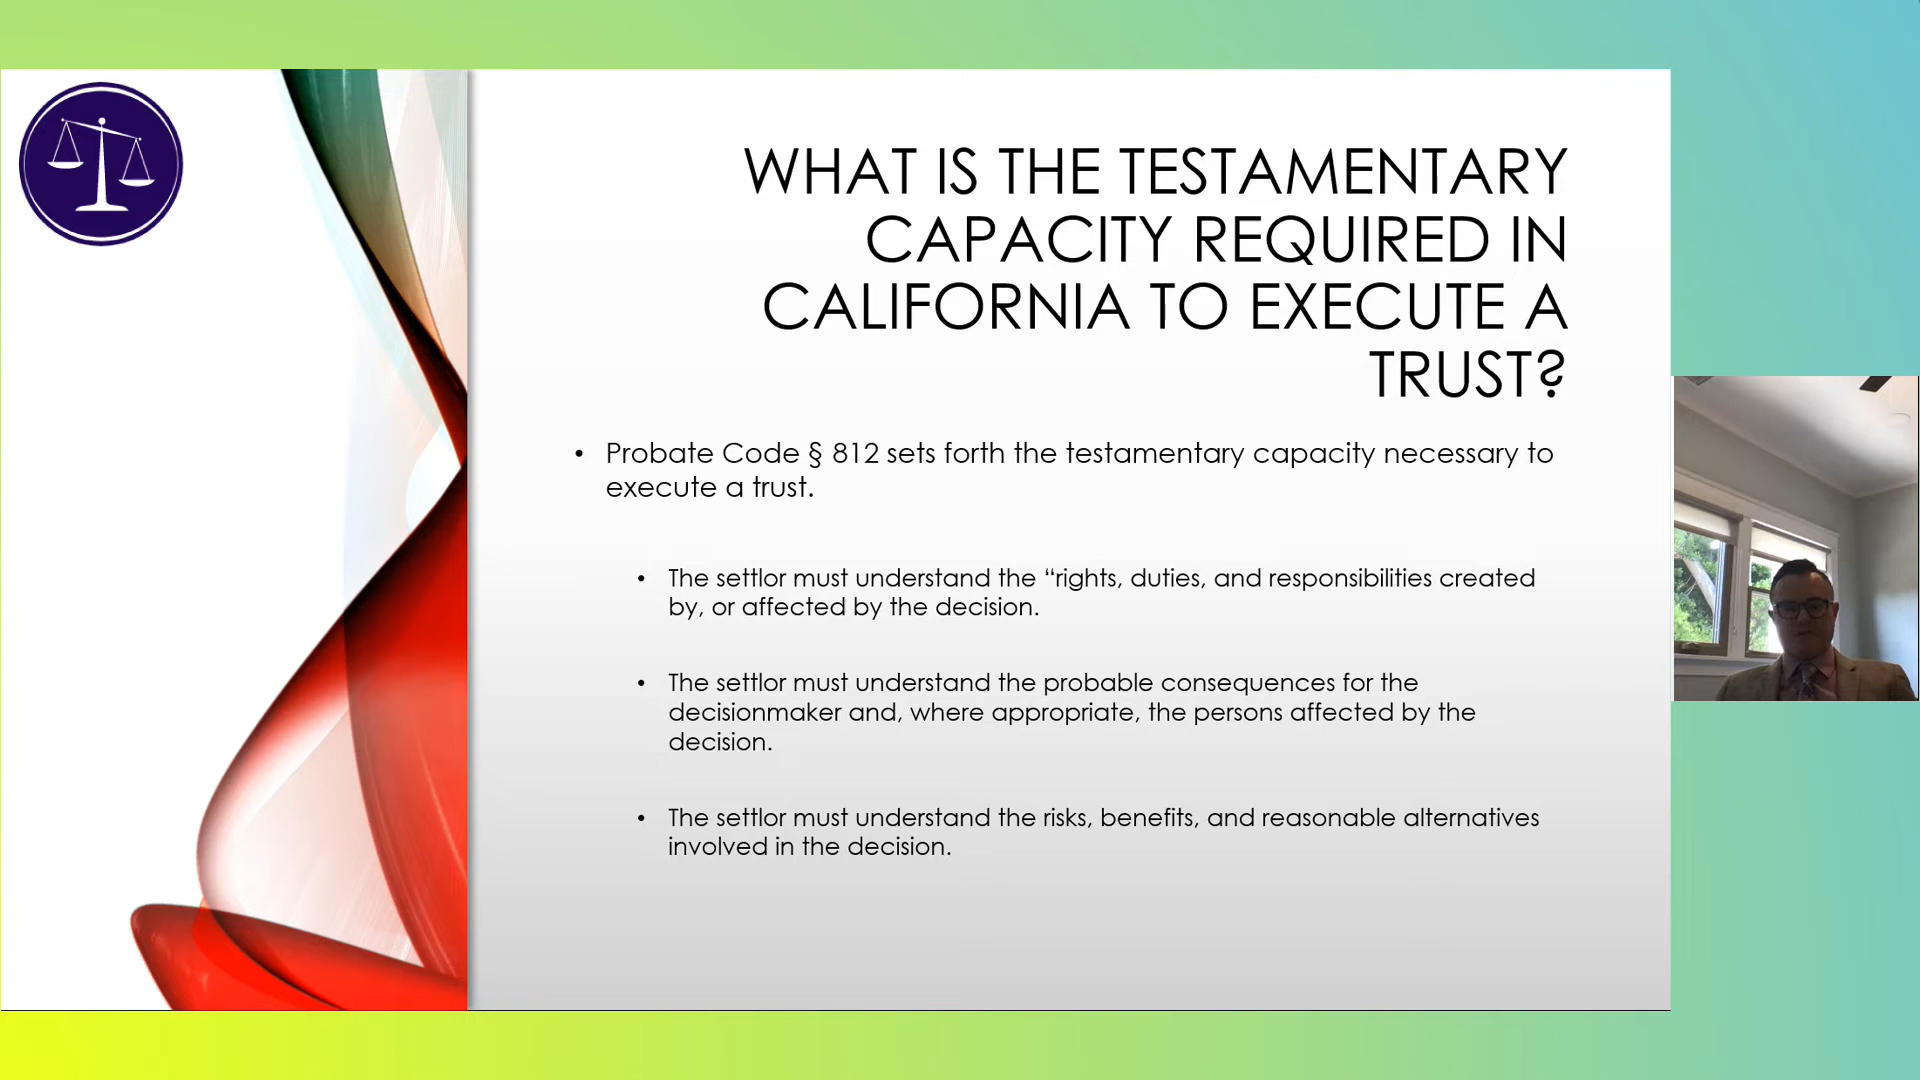 WHAT IS THE TESTAMENTARY
CAPACITY REQUIRED IN
CALIFORNIA TO EXECUTE A
TRUST?
• Probate Code § 812 sets forth the testamentary capacity necessary to
execute a trust.
• The settlor must understand the “rights, duties, and responsibilities created
by, or affected by the decision.
• The settlor must understand the probable consequences for the
decisionmaker and, where appropriate, the persons affected by the
decision.
• The settlor must understand the risks, benefits, and reasonable alternatives
involved in the decision.